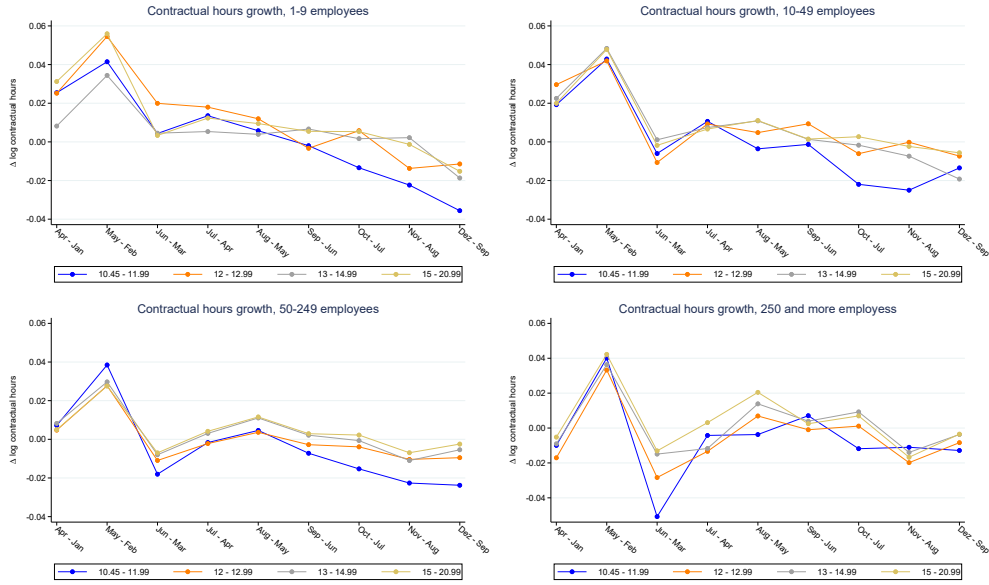 Contractual hours growth, 1-9 employees
Δ log contractual hours
0.06
0.04
0.02
0.00
-0.02
-0.04
Apr - Jan
May - Feb
Jun - Mar
Jul - Apr
Aug - May
Sep - Jun
Oct - Jul
Nov - Aug
Dez - Sep
10.45 - 11.99 12 - 12.99 13 - 14.99 15 - 20.99
Contractual hours growth, 10-49 employees
Δ log contractual hours
0.06
0.04
0.02
0.00
-0.02
-0.04
Apr - Jan
May - Feb
Jun - Mar
Jul - Apr
Aug - May
Sep - Jun
Oct - Jul
Nov - Aug
Dez - Sep
10.45 - 11.99 12 - 12.99 13 - 14.99 15 - 20.99
Contractual hours growth, 50-249 employees
Δ log contractual hours
0.06
0.04
0.02
0.00
-0.02
-0.04
Apr - Jan
May - Feb
Jun - Mar
Jul - Apr
Aug - May
Sep - Jun
Oct - Jul
Nov - Aug
Dez - Sep
10.45 - 11.99 12 - 12.99 13 - 14.99 15 - 20.99
Contractual hours growth, 250 and more employess
Δ log contractual hours
0.06
0.04
0.02
0.00
-0.02
-0.04
Apr - Jan
May - Feb
Jun - Mar
Jul - Apr
Aug - May
Sep - Jun
Oct - Jul
Nov - Aug
Dez - Sep
10.45 - 11.99 12 - 12.99 13 - 14.99 15 - 20.99